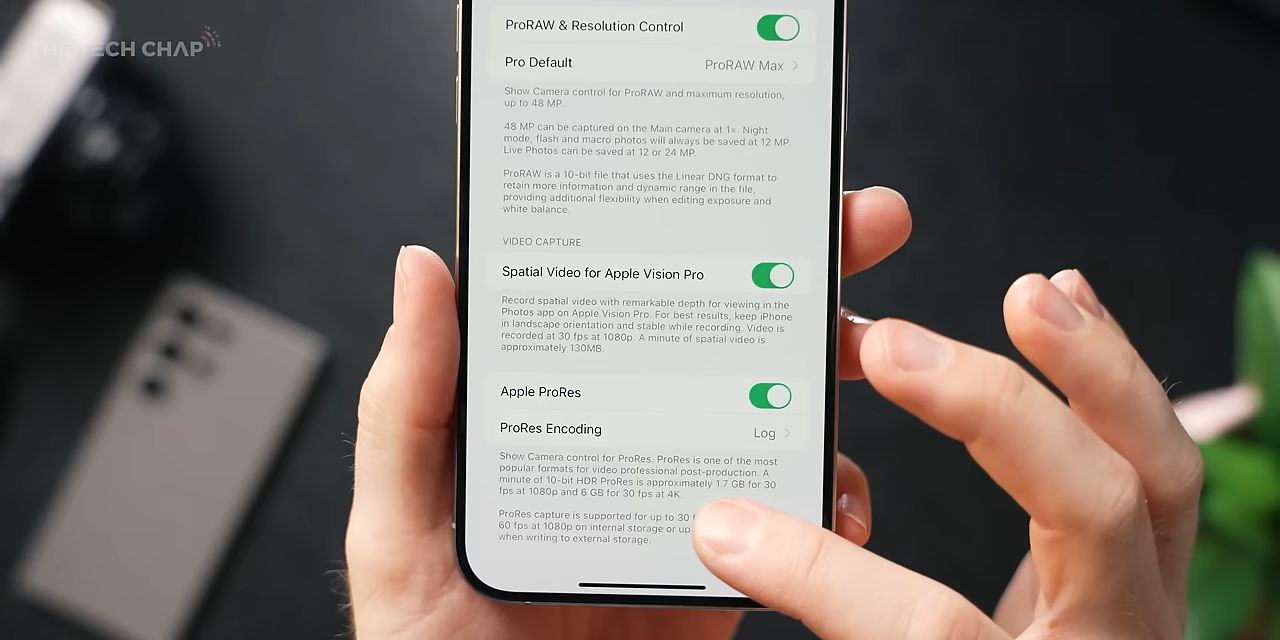 THE TECH CHAP
ProRAW & Resolution Control
Pro Default
ProRAW Max
Show Camera control for ProRAW and maximum resolution,
up to 48 MP.
48 MP can be captured on the Main camera at 1x. Night
mode, flash and macro photos will always be saved at 12 MP.
Live Photos can be saved at 12 or 24 MP.
ProRAW is a 10-bit file that uses the Linear DNG format to
retain more information and dynamic range in the file,
providing additional flexibility when editing exposure and
white balance.
VIDEO CAPTURE
Spatial Video for Apple Vision Pro
Record spatial video with remarkable depth for viewing in the
Photos app on Apple Vision Pro. For best results, keep iPhone
in landscape orientation and stable while recording. Video is
recorded at 30 fps at 1080p. A minute of spatial video is
approximately 130MB.
Apple ProRes
ProRes Encoding
Log
Show Camera control for ProRes. ProRes is one of the most
popular formats for video professional post-production. A
minute of 10-bit HDR ProRes is approximately 1.7 GB for 30
fps at 1080p and 6 GB for 30 fps at 4K.
ProRes capture is supported for up to 30
60 fps at 1080p on internal storage or up
when writing to external storage.